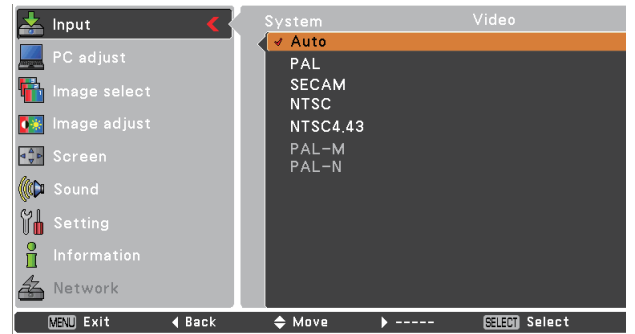 Input
PC adjust
Image select
Image adjust
Screen
Sound
Setting
Information
Network
System Video
Auto
PAL
SECAM
NTSC
NTSC4.43
PAL-M
PAL-N
MENU Exit Back Move ----- SELECT Select